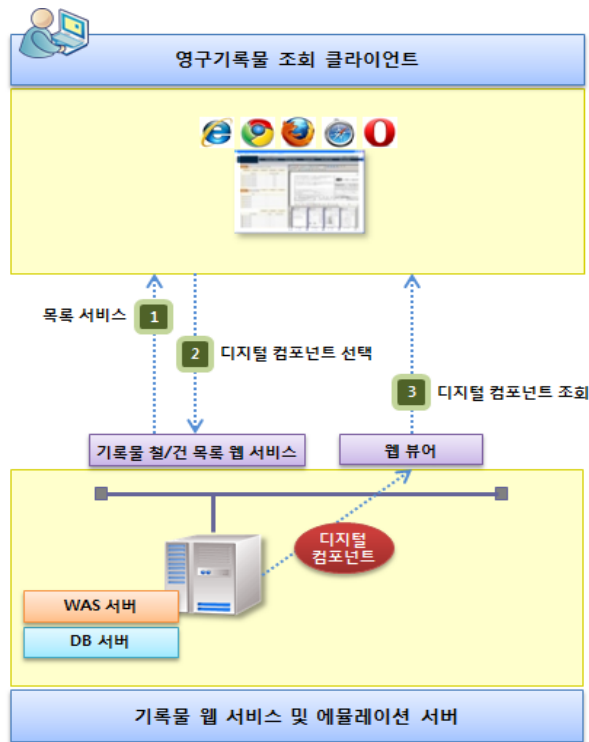 영구기록물 조회 클라이언트
목록 서비스
1
2
디지털 컴포넌트 선택
3
디지털 컴포넌트 조회
기록물 철/건 목록 웹 서비스
웹 뷰어
디지털
컴포넌트
WAS 서버
DB 서버
기록물 웹 서비스 및 에뮬레이션 서버